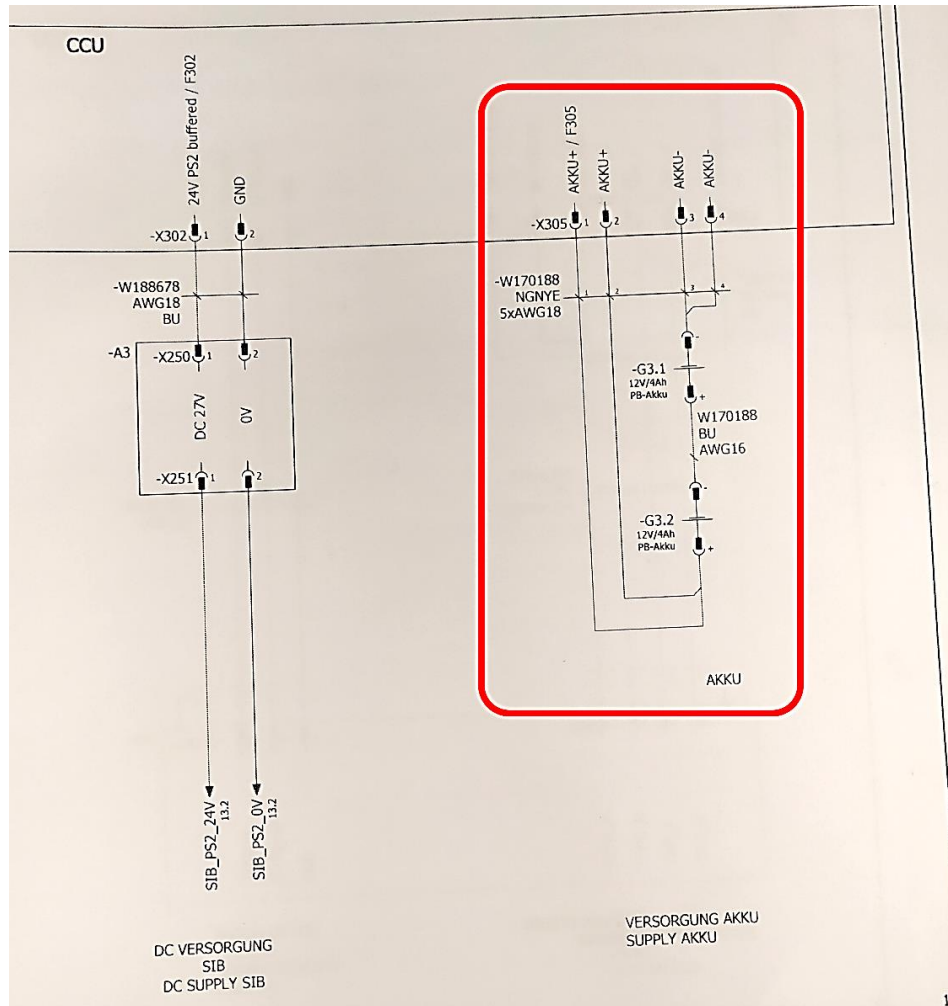 CCU
24V PS2 buffered / F302
GND
-X302 1 2
-W188678
AWG18
BU
-A3
-X250 1 2
DC 27V
0V
-X251 1 2
SIB_PS2_24V
13.2
SIB_PS2_0V
13.2
DC VERSORGUNG
SIB
DC SUPPLY SIB
AKKU+ / F305
AKKU+
AKKU-
AKKU-
-X305 1 2 3 4
-W170188
NGNYE
5xAWG18
1 2 3 4
-
-G3.1
12V/4Ah
PB-Akku
+
W170188
BU
AWG16
-
-G3.2
12V/4Ah
PB-Akku
+
AKKU
VERSORGUNG AKKU
SUPPLY AKKU
1